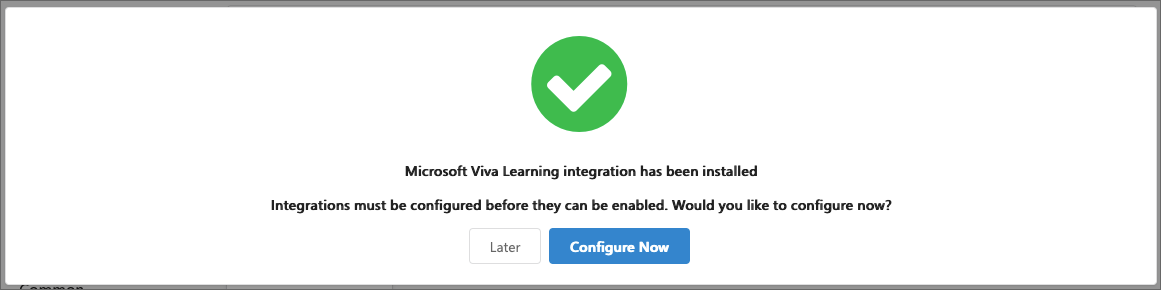 Microsoft Viva Learning integration has been installed
Integrations must be configured before they can be enabled. Would you like to configure now?
Later
Configure Now
Common